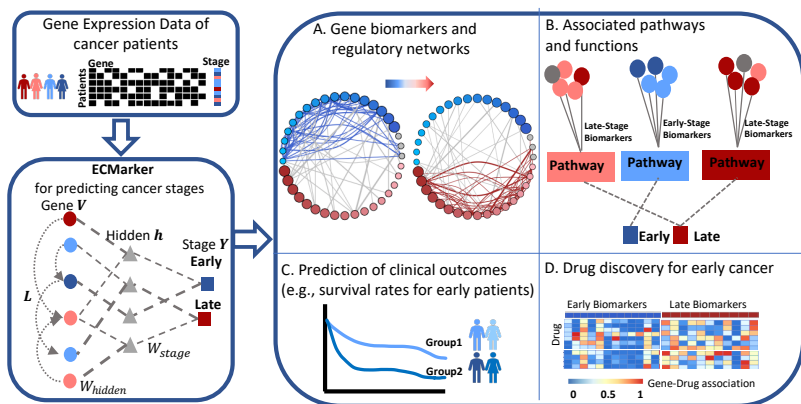 Gene Expression Data of
cancer patients
Gene
Stage
Patients
ECMarker
for predicting cancer stages
Gene V
Hidden h
Stage Y
Early
Late
L
W_stage
W_hidden
A. Gene biomarkers and
regulatory networks
B. Associated pathways
and functions
Late-Stage
Biomarkers
Early-Stage
Biomarkers
Late-Stage
Biomarkers
Pathway
Pathway
Pathway
Early
Late
C. Prediction of clinical outcomes
(e.g., survival rates for early patients)
Group1
Group2
D. Drug discovery for early cancer
Early Biomarkers
Late Biomarkers
Drug
0 0.5 1
Gene-Drug association